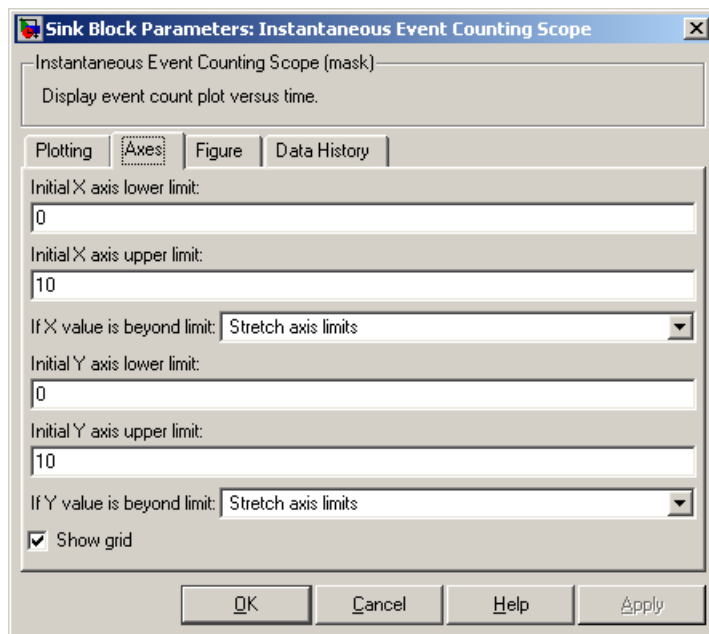 Sink Block Parameters: Instantaneous Event Counting Scope
Instantaneous Event Counting Scope (mask)
Display event count plot versus time.
Plotting Axes Figure Data History
Initial X axis lower limit:
0
Initial X axis upper limit:
10
If X value is beyond limit: Stretch axis limits
Initial Y axis lower limit:
0
Initial Y axis upper limit:
10
If Y value is beyond limit: Stretch axis limits
Show grid
OK Cancel Help Apply